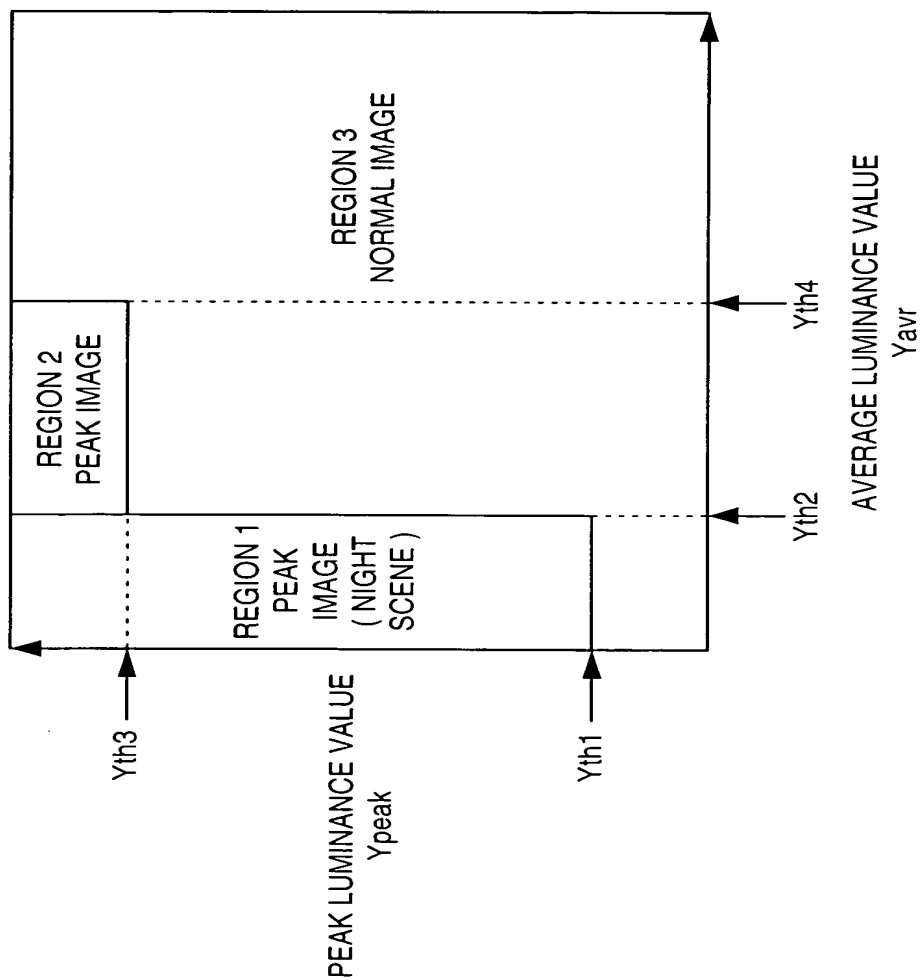 PEAK LUMINANCE VALUE
Ypeak
Yth3
Yth1
REGION 1
PEAK
IMAGE
( NIGHT
SCENE )
REGION 2
PEAK IMAGE
REGION 3
NORMAL IMAGE
Yth2
Yth4
AVERAGE LUMINANCE VALUE
Yavr